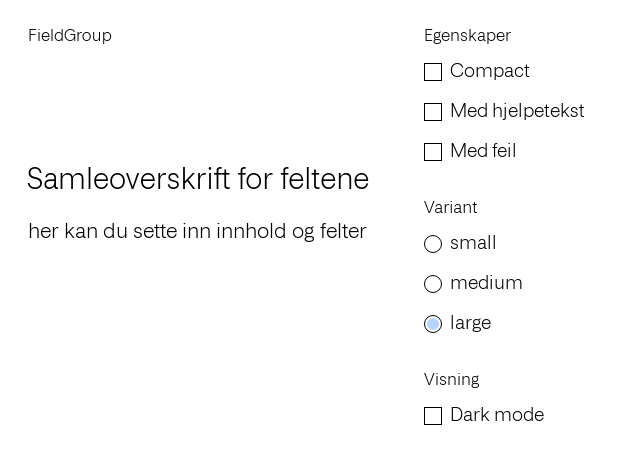 FieldGroup
Samleoverskrift for feltene
her kan du sette inn innhold og felter
Egenskaper
Compact
Med hjelpetekst
Med feil
Variant
small
medium
large
Visning
Dark mode